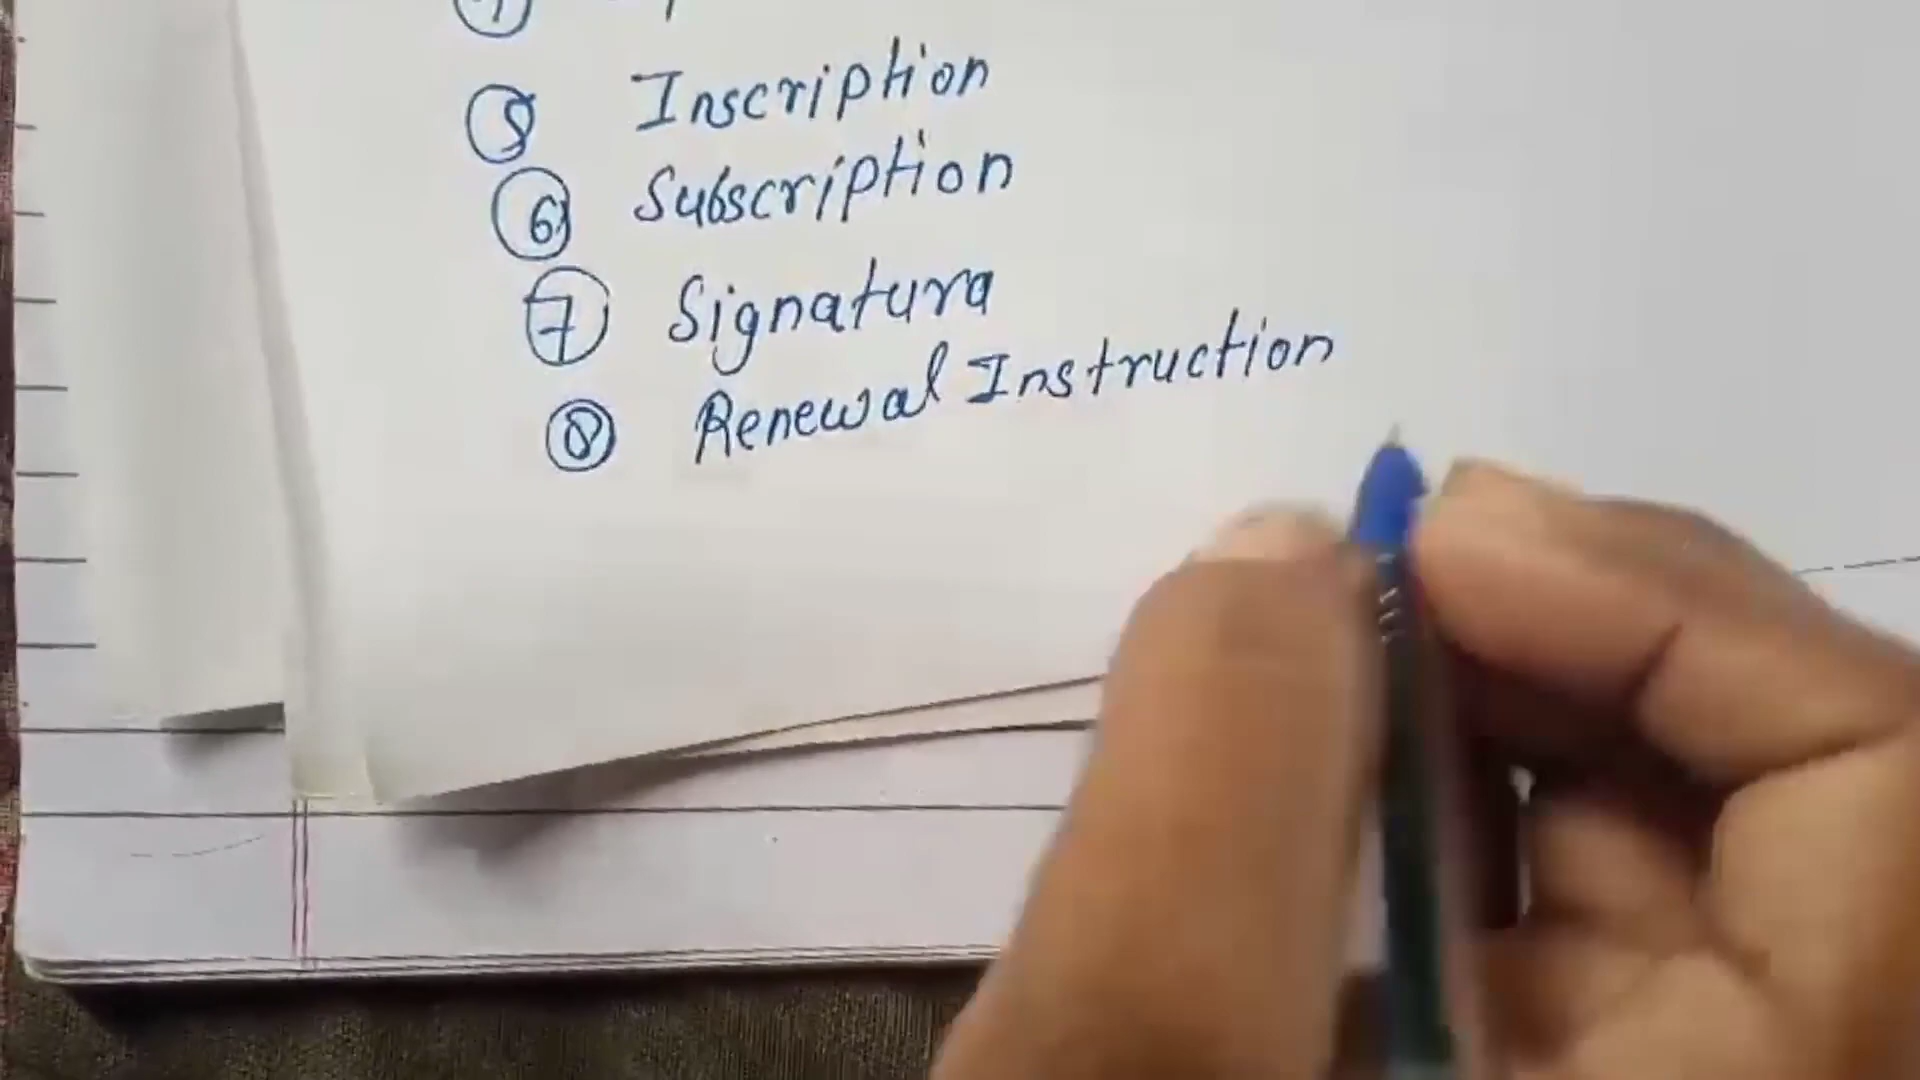 5 Inscription
6 Subscription
7 Signatura
8 Renewal Instruction